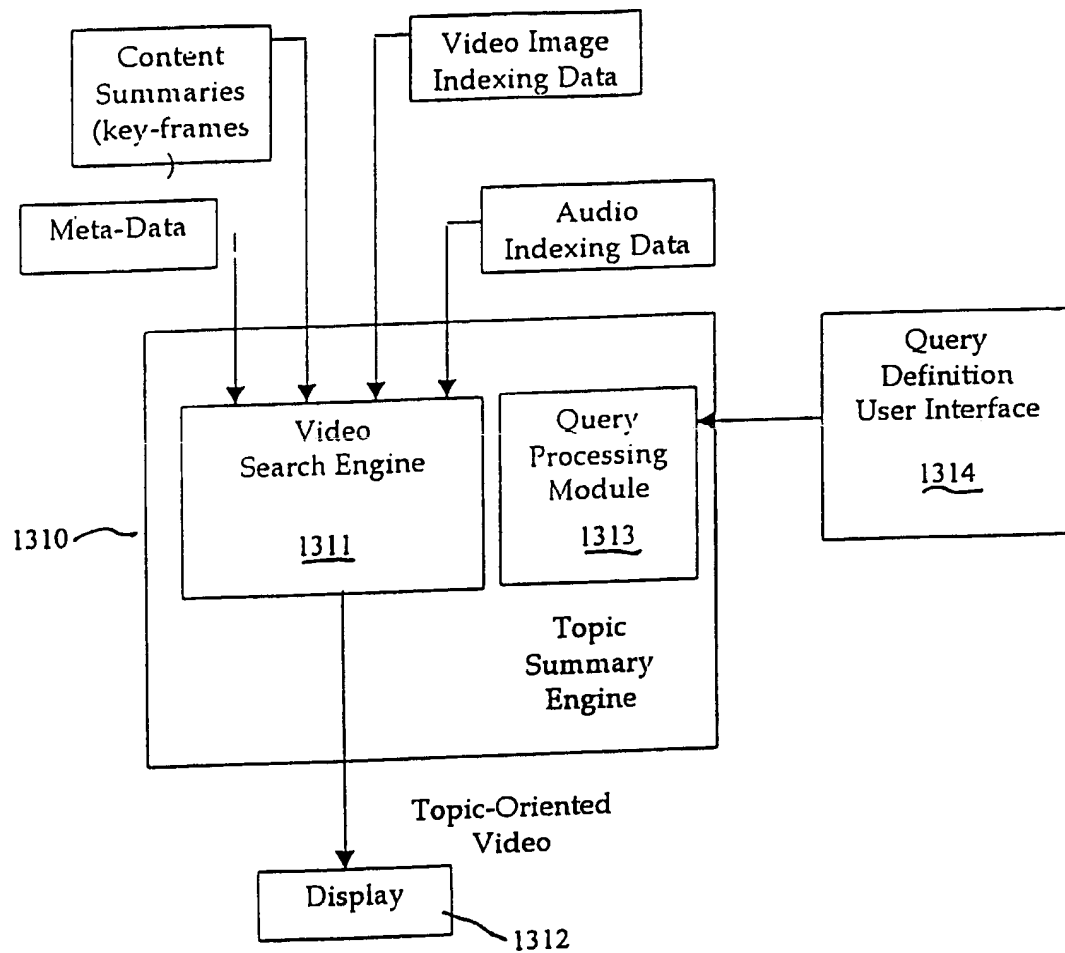 Content
Summaries
(key-frames
)
Video Image
Indexing Data
Meta-Data
Audio
Indexing Data
Query
Definition
User Interface
1314
Video
Search Engine
1311
Query
Processing
Module
1313
1310
Topic
Summary
Engine
Topic-Oriented
Video
Display
1312